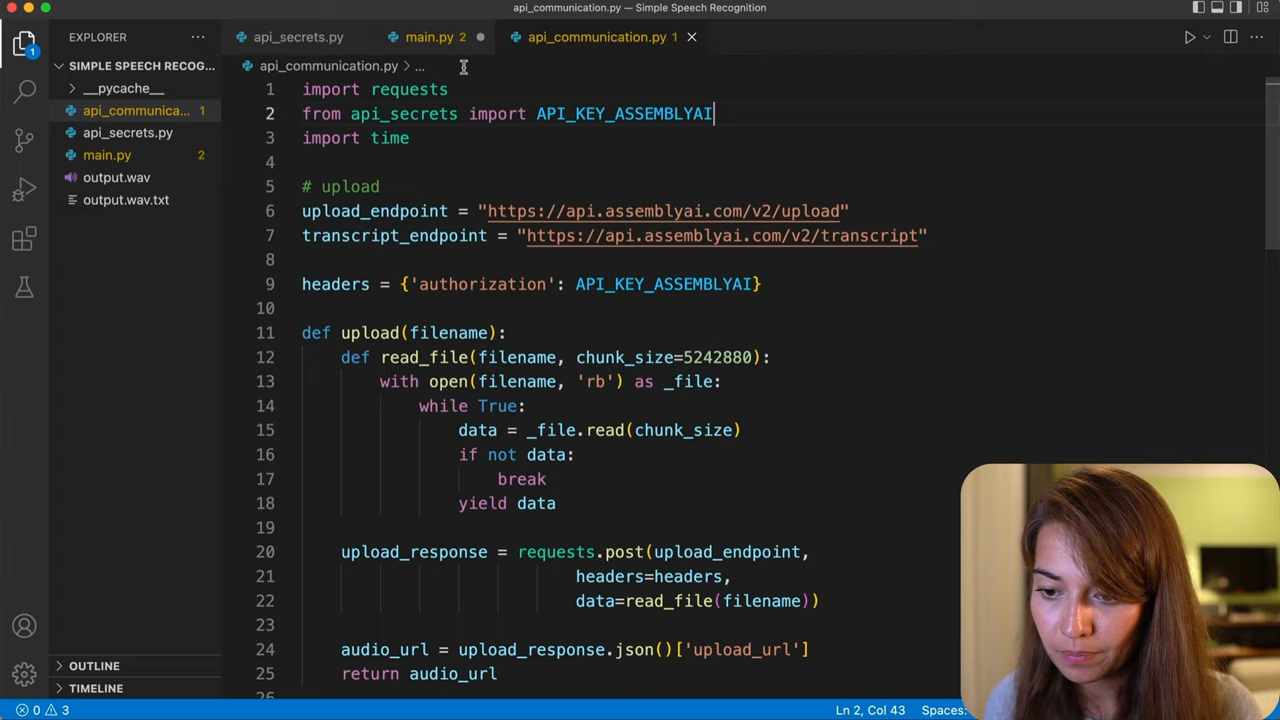 api_communication.py — Simple Speech Recognition
EXPLORER
api_secrets.py
main.py 2
api_communication.py 1
SIMPLE SPEECH RECOG...
api_communication.py > ...
__pycache__
api_communica... 1
api_secrets.py
main.py 2
output.wav
output.wav.txt
1
1 import requests
2 from api_secrets import API_KEY_ASSEMBLYAI
3 import time
4
5 # upload
6 upload_endpoint = "https://api.assemblyai.com/v2/upload"
7 transcript_endpoint = "https://api.assemblyai.com/v2/transcript"
8
9 headers = {'authorization': API_KEY_ASSEMBLYAI}
10
11 def upload(filename):
12 def read_file(filename, chunk_size=5242880):
13 with open(filename, 'rb') as _file:
14 while True:
15 data = _file.read(chunk_size)
16 if not data:
17 break
18 yield data
19
20 upload_response = requests.post(upload_endpoint,
21 headers=headers,
22 data=read_file(filename))
23
24 audio_url = upload_response.json()['upload_url']
25 return audio_url
OUTLINE
TIMELINE
0 3
Ln 2, Col 43
Spaces: